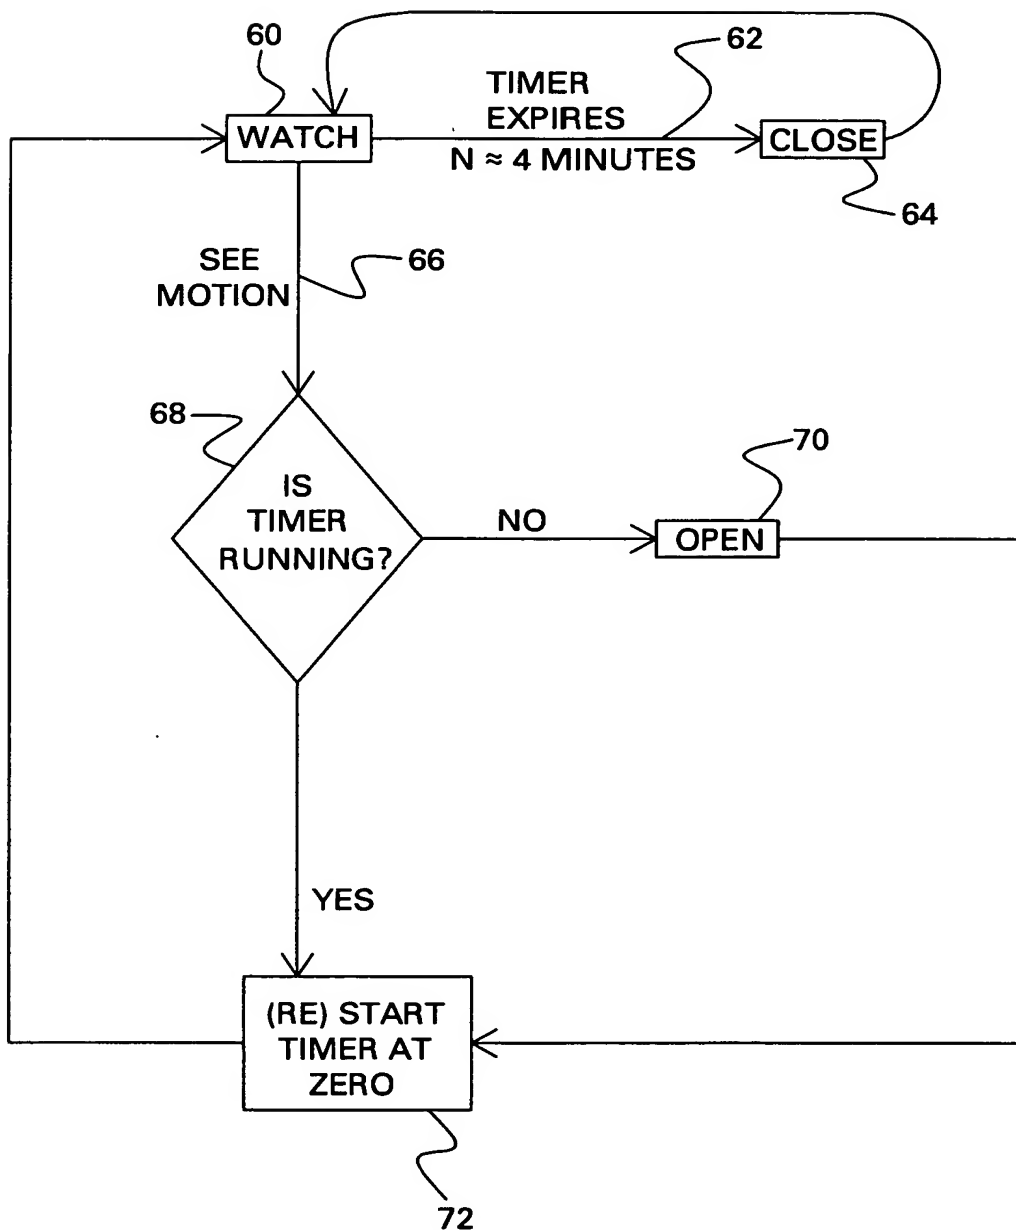 60
62
TIMER
EXPIRES
WATCH
CLOSE
N ≈ 4 MINUTES
64
SEE
MOTION
66
68
70
IS
TIMER
RUNNING?
NO
OPEN
YES
(RE) START
TIMER AT
ZERO
72